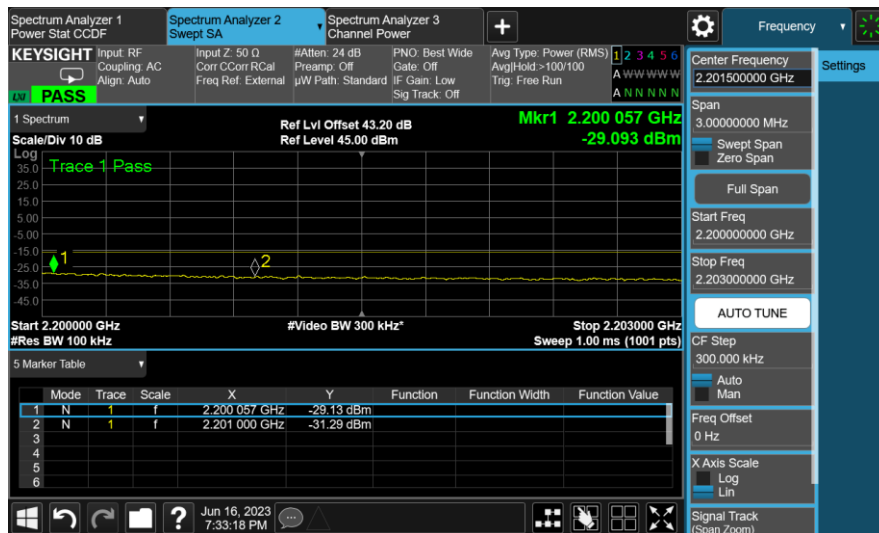 Spectrum Analyzer 1
Power Stat CCDF
Spectrum Analyzer 2
Swept SA
Spectrum Analyzer 3
Channel Power
Frequency
KEYSIGHT
Input: RF
Coupling: AC
Align: Auto
LXI
PASS
Input Z: 50 Ω
Corr CCorr RCal
Freq Ref: External
#Atten: 24 dB
Preamp: Off
µW Path: Standard
PNO: Best Wide
Gate: Off
IF Gain: Low
Sig Track: Off
Avg Type: Power (RMS)
Avg|Hold:>100/100
Trig: Free Run
1 2 3 4 5 6
A W W W W W
A N N N N N
1 Spectrum
Scale/Div 10 dB
Ref Lvl Offset 43.20 dB
Ref Level 45.00 dBm
Mkr1 2.200 057 GHz
-29.093 dBm
Log
Trace 1 Pass
35.0
25.0
15.0
5.00
-5.00
-15.0
-25.0
-35.0
-45.0
1
2
Start 2.200000 GHz
#Res BW 100 kHz
#Video BW 300 kHz*
Stop 2.203000 GHz
Sweep 1.00 ms (1001 pts)
5 Marker Table
Mode Trace Scale X Y Function Function Width Function Value
1 N 1 f 2.200 057 GHz -29.13 dBm
2 N 1 f 2.201 000 GHz -31.29 dBm
3
4
5
6
Center Frequency
2.201500000 GHz
Settings
Span
3.00000000 MHz
Swept Span
Zero Span
Full Span
Start Freq
2.200000000 GHz
Stop Freq
2.203000000 GHz
AUTO TUNE
CF Step
300.000 kHz
Auto
Man
Freq Offset
0 Hz
X Axis Scale
Log
Lin
Signal Track
(Span Zoom)
?
Jun 16, 2023
7:33:18 PM